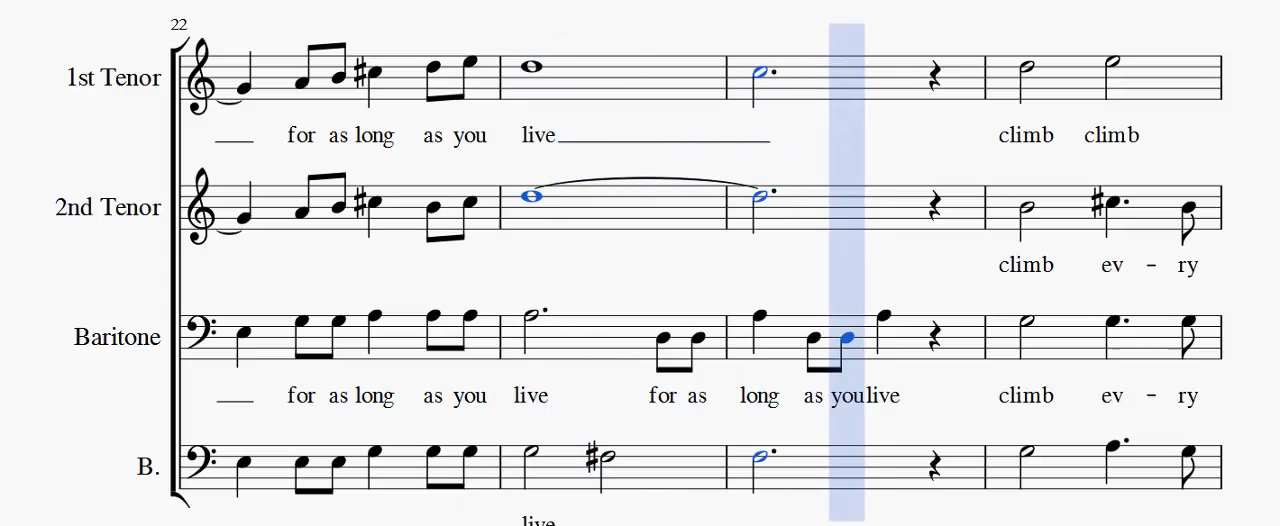 22
1st Tenor
for as long as you live climb climb
2nd Tenor
climb ev - ry
Baritone
for as long as you live for as long as you live climb ev - ry
B.
live